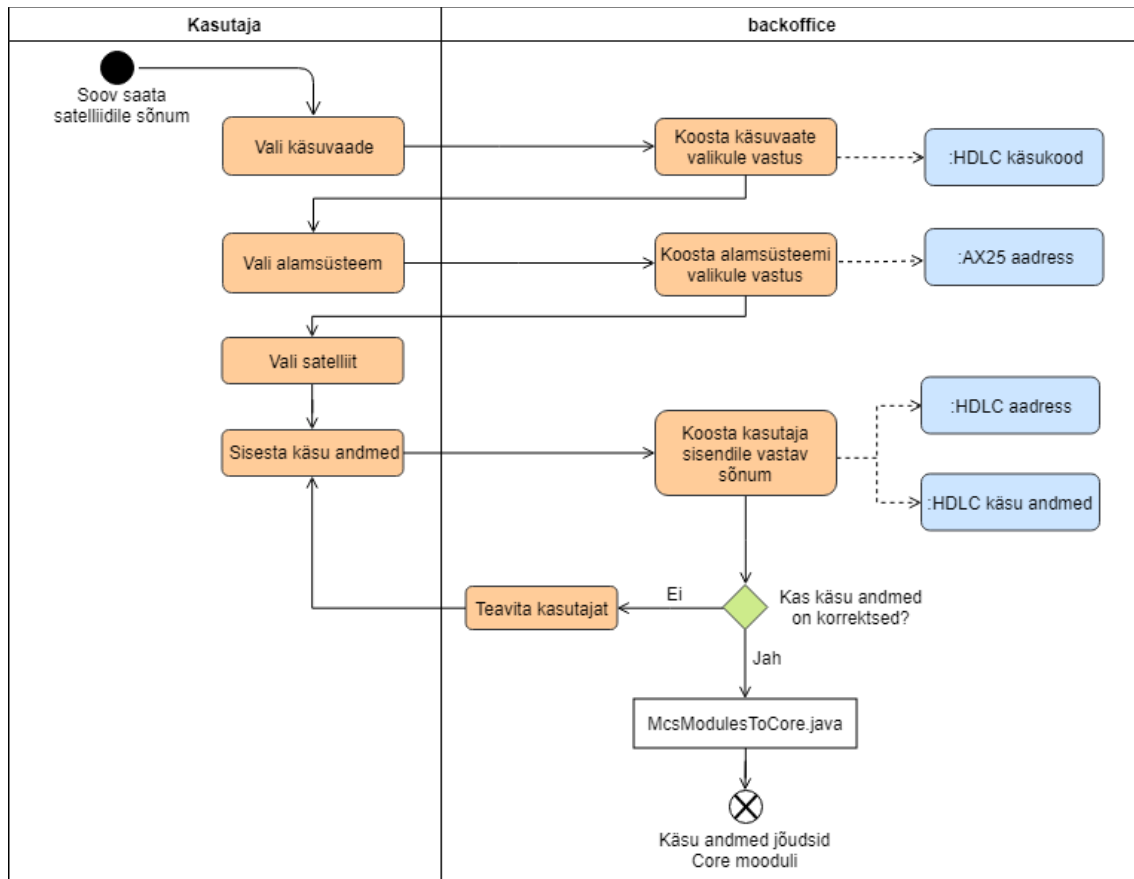 Kasutaja
backoffice
Soov saata
satelliidile sõnum
Vali käsuvaade
Koosta käsuvaate
valikule vastus
:HDLC käsukood
Vali alamsüsteem
Koosta alamsüsteemi
valikule vastus
:AX25 aadress
Vali satelliit
:HDLC aadress
Sisesta käsu andmed
Koosta kasutaja
sisendile vastav
sõnum
:HDLC käsu andmed
Teavita kasutajat
Ei
Kas käsu andmed
on korrektsed?
Jah
McsModulesToCore.java
Käsu andmed jõudsid
Core mooduli